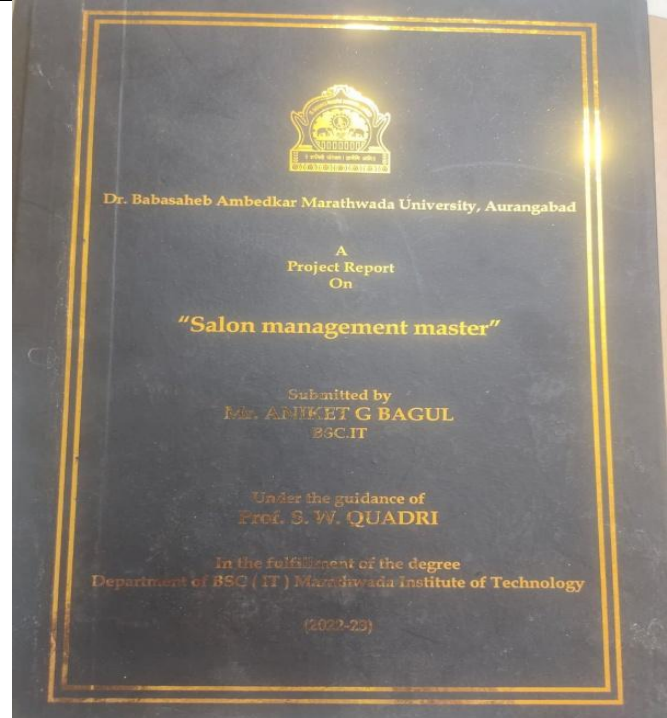 Dr. Babasaheb Ambedkar Marathwada University, Aurangabad
A
Project Report
On
“Salon management master”
Submitted by
Mr. ANIKET G BAGUL
BSC.IT
Under the guidance of
Prof. S. W. QUADRI
In the fulfillment of the degree
Department of BSC ( IT ) Marathwada Institute of Technology
(2022-23)